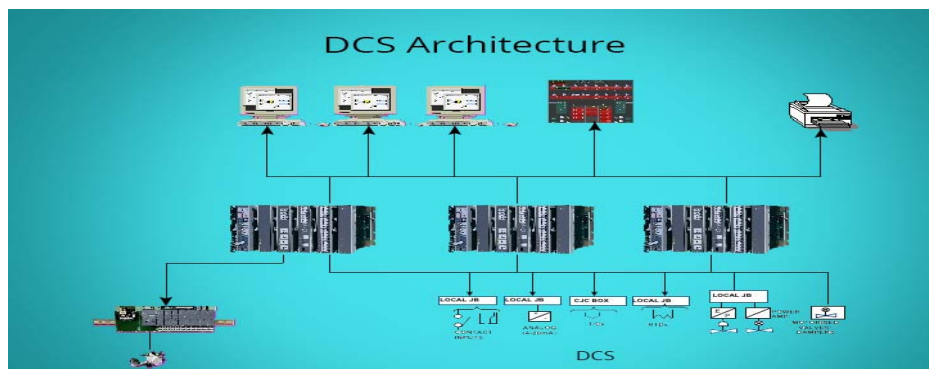 DCS Architecture
LOCAL JB
LOCAL JB
CJC BOX
LOCAL JB
LOCAL JB
CONTACT
INPUTS
ANALOG
(4-20mA)
T/Cs
RTDs
POWER
AMP
MOTORISED
VALVES
DAMPERS
DCS